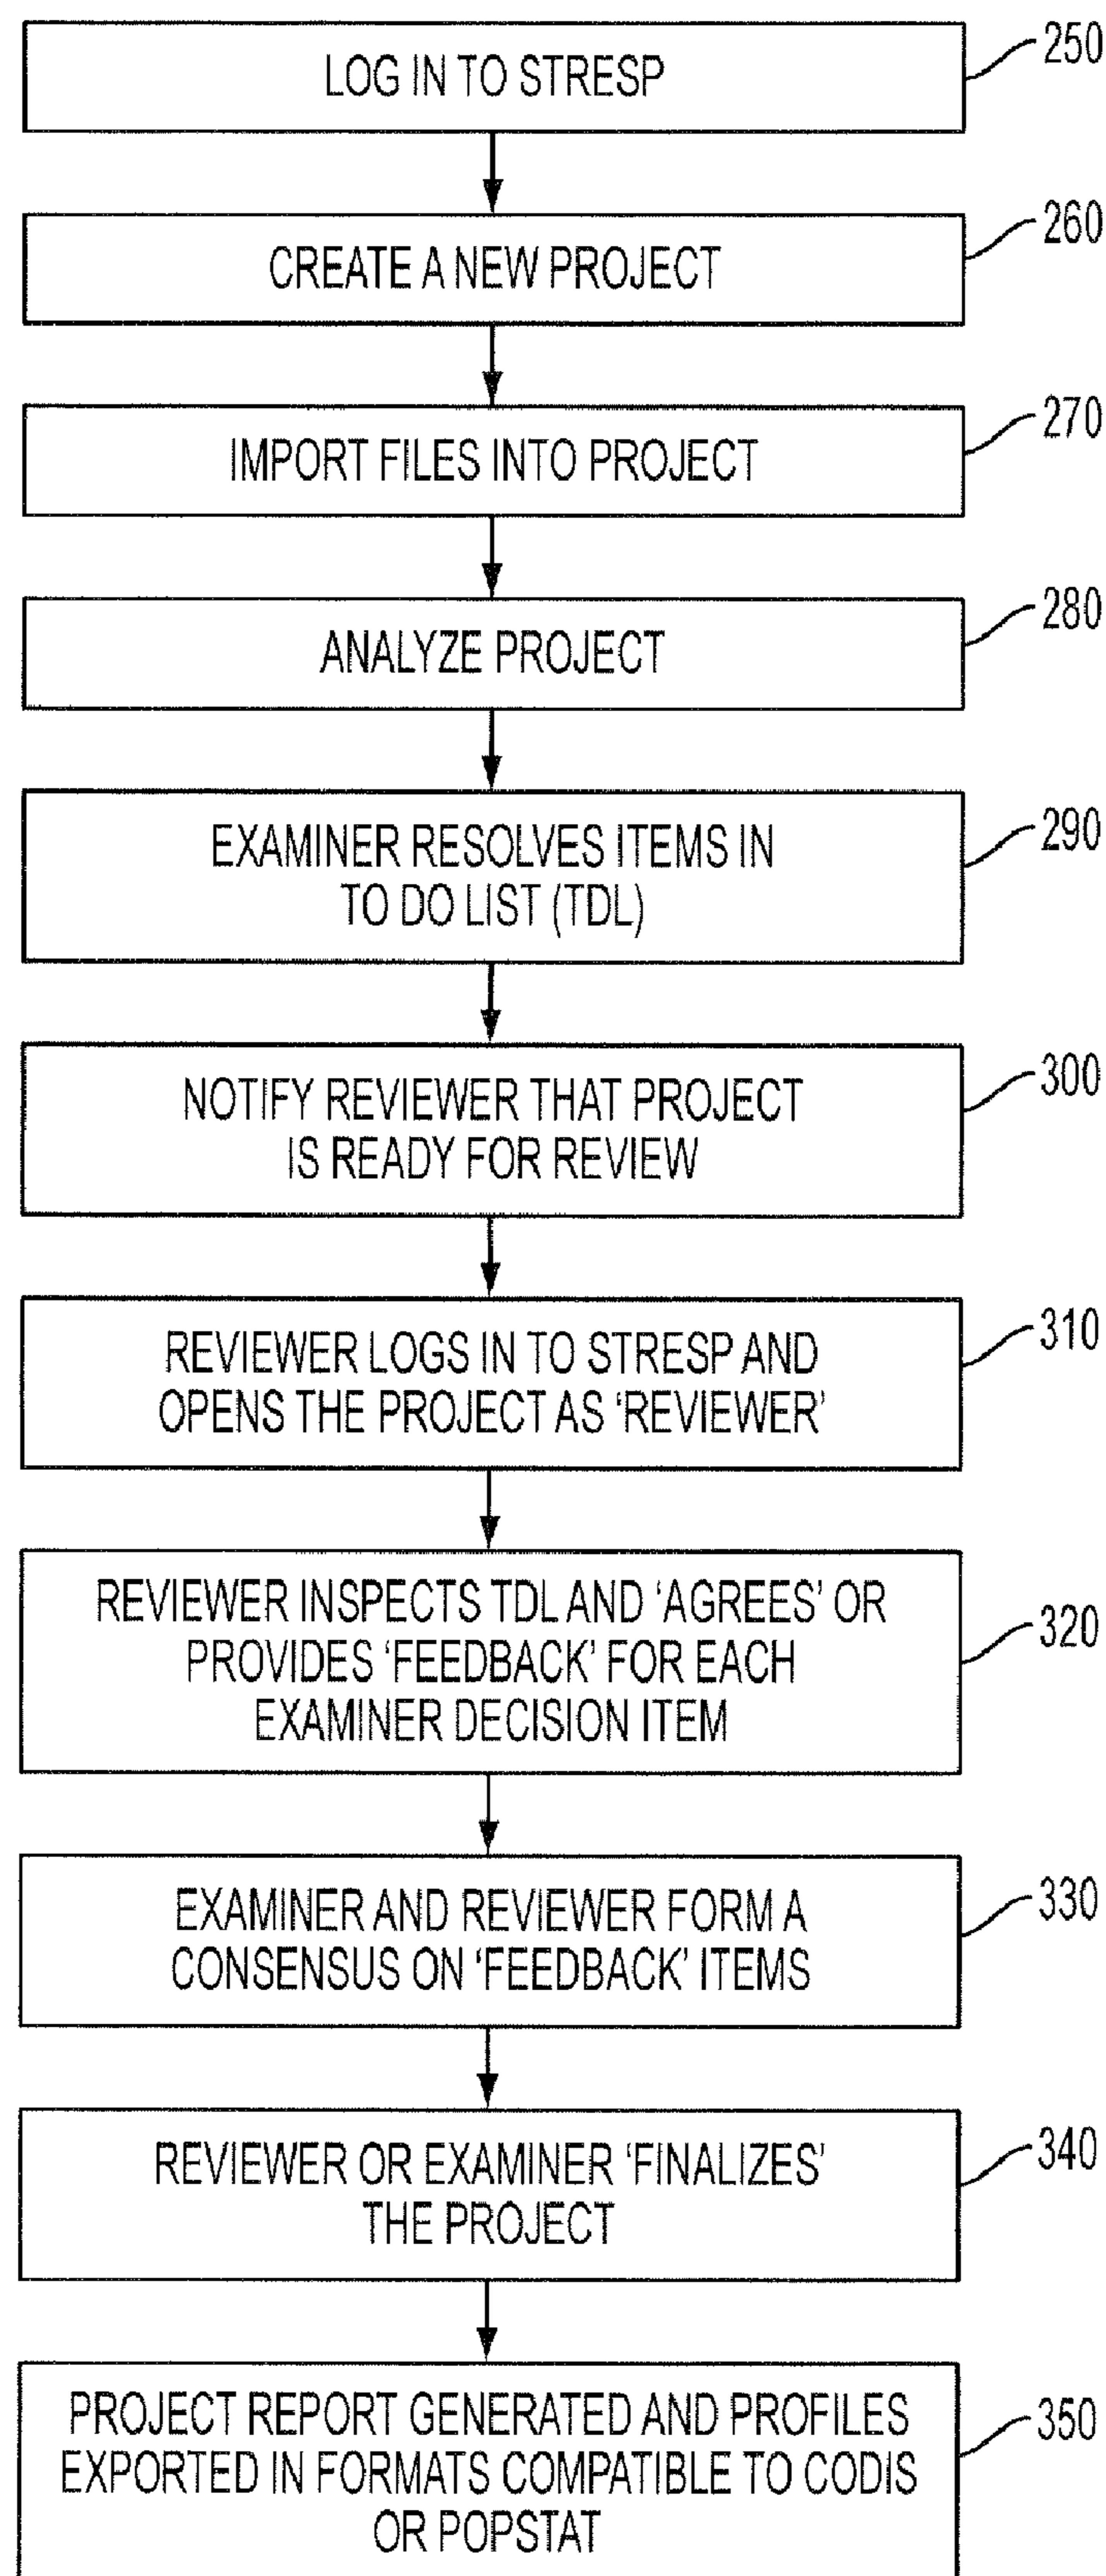 LOG IN TO STRESP
250
CREATE A NEW PROJECT
260
IMPORT FILES INTO PROJECT
270
ANALYZE PROJECT
280
EXAMINER RESOLVES ITEMS IN
TO DO LIST (TDL)
290
NOTIFY REVIEWER THAT PROJECT
IS READY FOR REVIEW
300
REVIEWER LOGS IN TO STRESP AND
OPENS THE PROJECT AS ‘REVIEWER’
310
REVIEWER INSPECTS TDL AND ‘AGREES’ OR
PROVIDES ‘FEEDBACK’ FOR EACH
EXAMINER DECISION ITEM
320
EXAMINER AND REVIEWER FORM A
CONSENSUS ON ‘FEEDBACK’ ITEMS
330
REVIEWER OR EXAMINER ‘FINALIZES’
THE PROJECT
340
PROJECT REPORT GENERATED AND PROFILES
EXPORTED IN FORMATS COMPATIBLE TO CODIS
OR POPSTAT
350